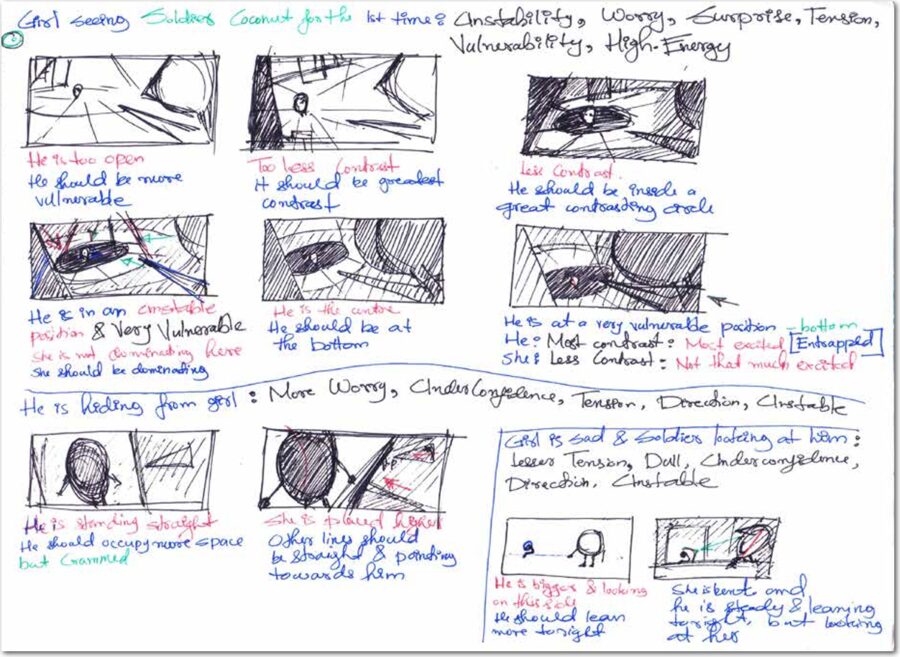 Girl seeing Soldier Coconut for the 1st time : Unstability, Worry, Surprise, Tension,
Vulnerability, High-Energy
He is too open
He should be more
vulnerable
Too less Contrast
It should be greatest
contrast
Less Contrast.
He should be inside a
great contrasting circle
He is in an unstable
position & Very Vulnerable
She is not dominating here
She should be dominating
He is the centre
He should be at
the bottom
He is at a very vulnerable position - bottom
He : Most contrast : Most excited Entrapped
She : Less Contrast : Not that much excited
He is hiding from girl : More Worry, UnderConfidence, Tension, Direction, Unstable
He is standing straight
He should occupy more space
but Crammed
She is placed higher
Other lines should
be straight & pointing
towards him
Girl is sad & Soldier looking at him :
Lesser Tension, Dull, Underconfidence,
Direction, Unstable
He is bigger & looking
on this side
He should lean
more to right
She is bent and
he is steady & leaning
to right, but looking
at her